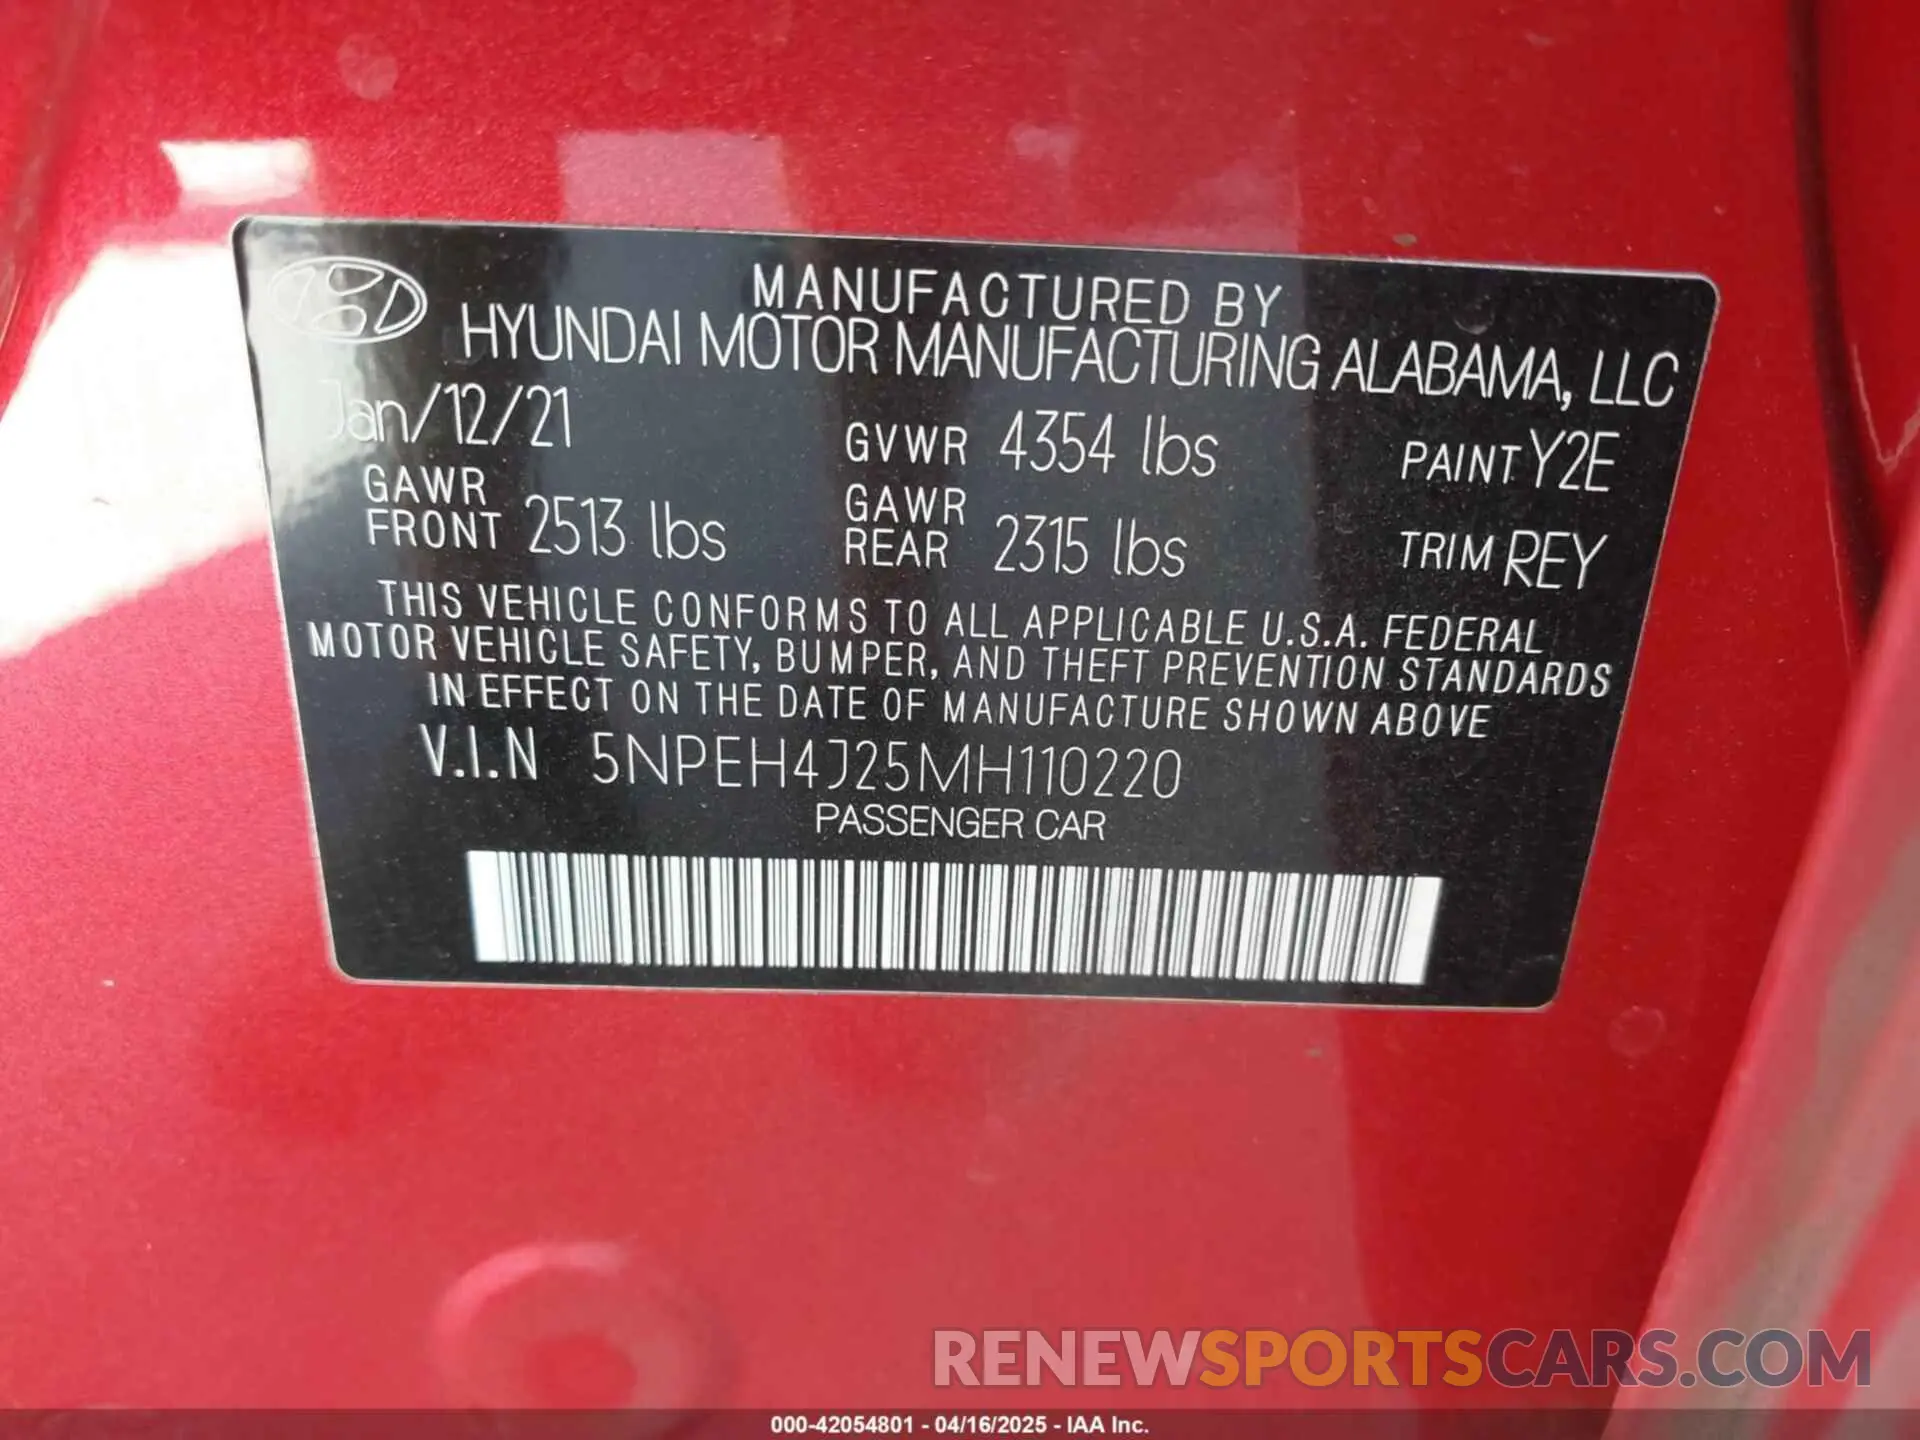 MANUFACTURED BY
HYUNDAI MOTOR MANUFACTURING ALABAMA, LLC
Jan/12/21
GVWR 4354 lbs
PAINT Y2E
GAWR FRONT 2513 lbs
GAWR REAR 2315 lbs
TRIM REY
THIS VEHICLE CONFORMS TO ALL APPLICABLE U.S.A. FEDERAL
MOTOR VEHICLE SAFETY, BUMPER, AND THEFT PREVENTION STANDARDS
IN EFFECT ON THE DATE OF MANUFACTURE SHOWN ABOVE
V.I.N 5NPEH4J25MH110220
PASSENGER CAR
RENEWSPORTSCARS.COM
000-42054801 - 04/16/2025 - IAA Inc.